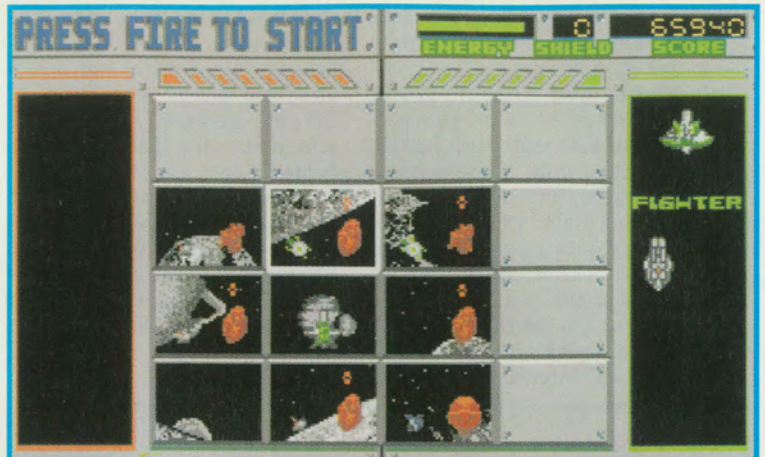 PRESS FIRE TO START
0 65940
ENERGY SHIELD SCORE
FIGHTER